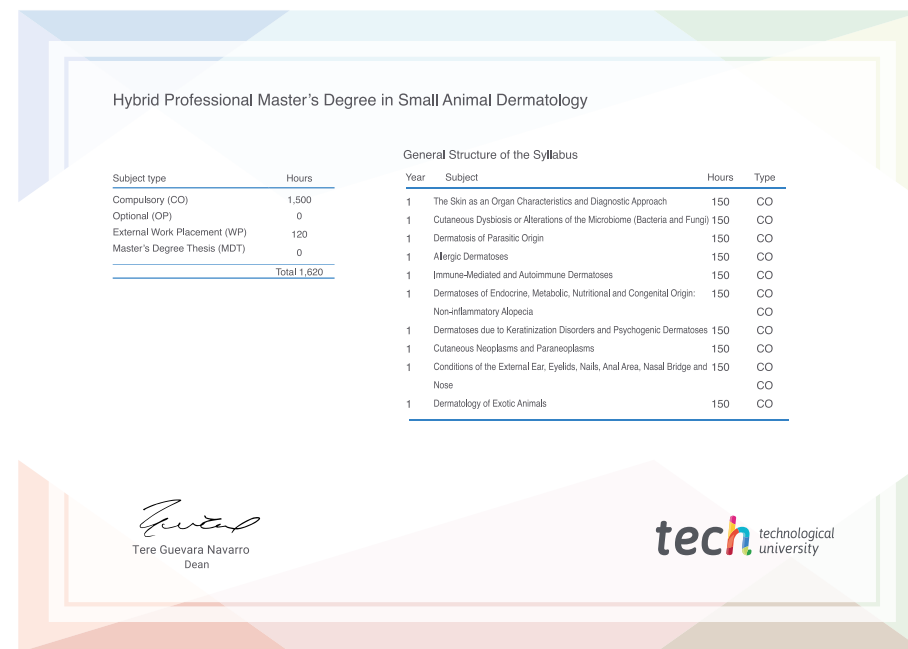 Hybrid Professional Master's Degree in Small Animal Dermatology
Subject type Hours
Compulsory (CO) 1,500
Optional (OP) 0
External Work Placement (WP) 120
Master's Degree Thesis (MDT) 0
Total 1,620
General Structure of the Syllabus
Year Subject Hours Type
1 The Skin as an Organ Characteristics and Diagnostic Approach 150 CO
1 Cutaneous Dysbiosis or Alterations of the Microbiome (Bacteria and Fungi) 150 CO
1 Dermatosis of Parasitic Origin 150 CO
1 Allergic Dermatoses 150 CO
1 Immune-Mediated and Autoimmune Dermatoses 150 CO
1 Dermatoses of Endocrine, Metabolic, Nutritional and Congenital Origin: 150 CO
Non-inflammatory Alopecia CO
1 Dermatoses due to Keratinization Disorders and Psychogenic Dermatoses 150 CO
1 Cutaneous Neoplasms and Paraneoplasms 150 CO
1 Conditions of the External Ear, Eyelids, Nails, Anal Area, Nasal Bridge and 150 CO
Nose CO
1 Dermatology of Exotic Animals 150 CO
Tere Guevara Navarro
Dean
tech technological
university